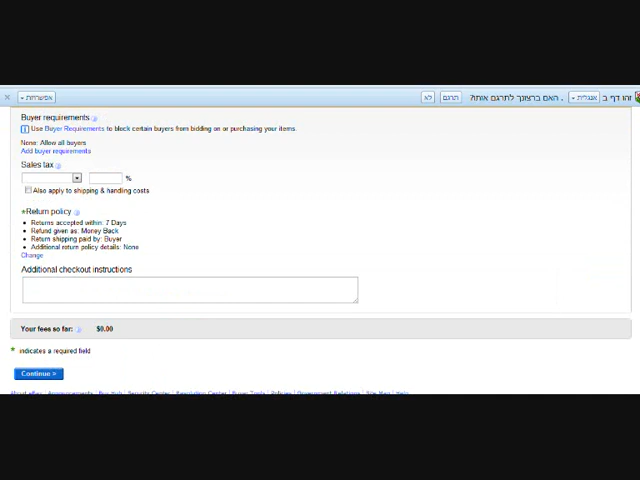 זהו דף ב אנגלית . האם ברצונך לתרגם אותו? תרגם לא אפשרויות
Buyer requirements
Use Buyer Requirements to block certain buyers from bidding on or purchasing your items.
None: Allow all buyers
Add buyer requirements
Sales tax
%
Also apply to shipping & handling costs
*Return policy
Returns accepted within: 7 Days
Refund given as: Money Back
Return shipping paid by: Buyer
Additional return policy details: None
Change
Additional checkout instructions
Your fees so far: $0.00
* indicates a required field
Continue >
About eBay | Announcements | Buy Hub | Security Center | Resolution Center | Buyer Tools | Policies | Government Relations | Site Map | Help